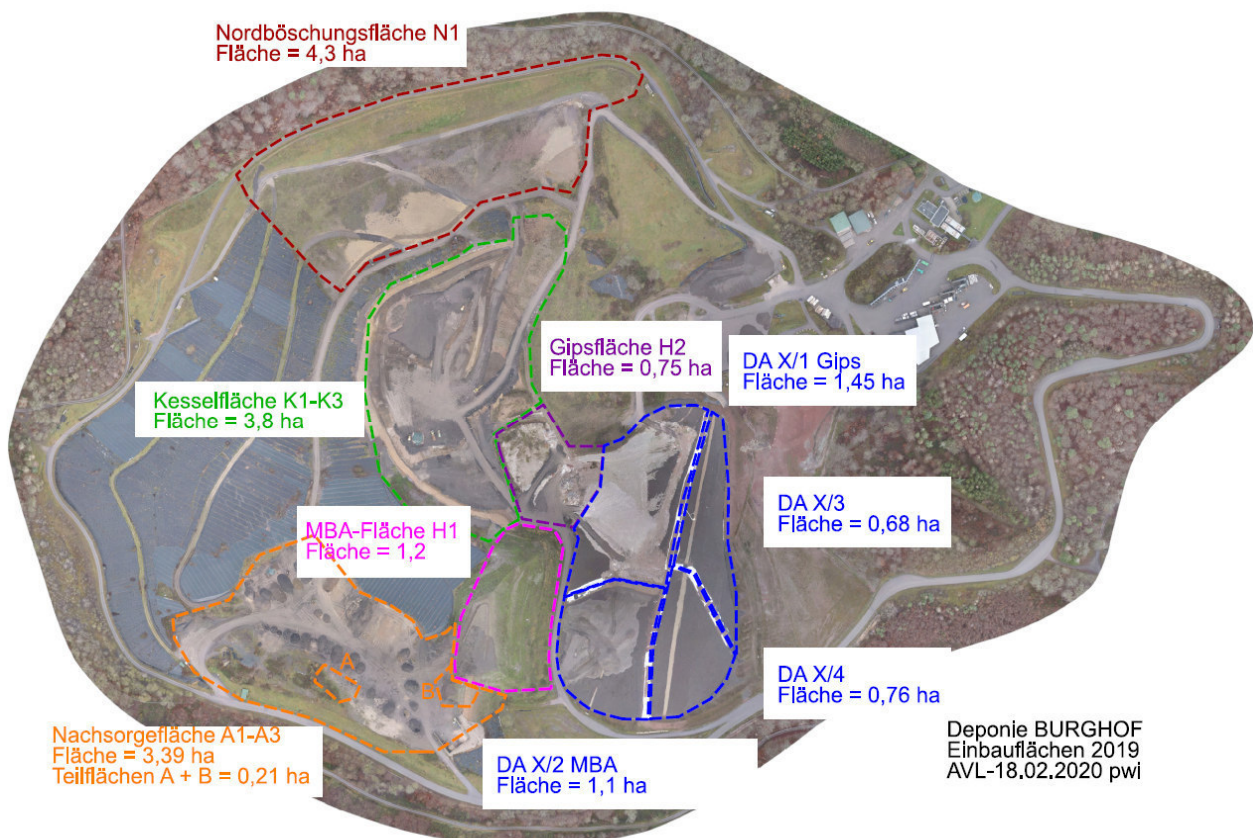 Nordböschungsfläche N1
Fläche = 4,3 ha
Gipsfläche H2
Fläche = 0,75 ha
DA X/1 Gips
Fläche = 1,45 ha
Kesselfläche K1-K3
Fläche = 3,8 ha
DA X/3
Fläche = 0,68 ha
MBA-Fläche H1
Fläche = 1,2
A
B
DA X/4
Fläche = 0,76 ha
Nachsorgefläche A1-A3
Fläche = 3,39 ha
Teilflächen A + B = 0,21 ha
DA X/2 MBA
Fläche = 1,1 ha
Deponie BURGHOF
Einbauflächen 2019
AVL-18.02.2020 pwi